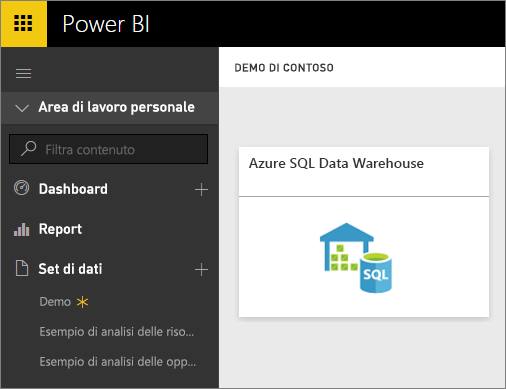 Power BI
DEMO DI CONTOSO
Area di lavoro personale
Filtra contenuto
Azure SQL Data Warehouse
Dashboard
Report
Set di dati
SQL
Demo
Esempio di analisi delle riso...
Esempio di analisi delle opp...